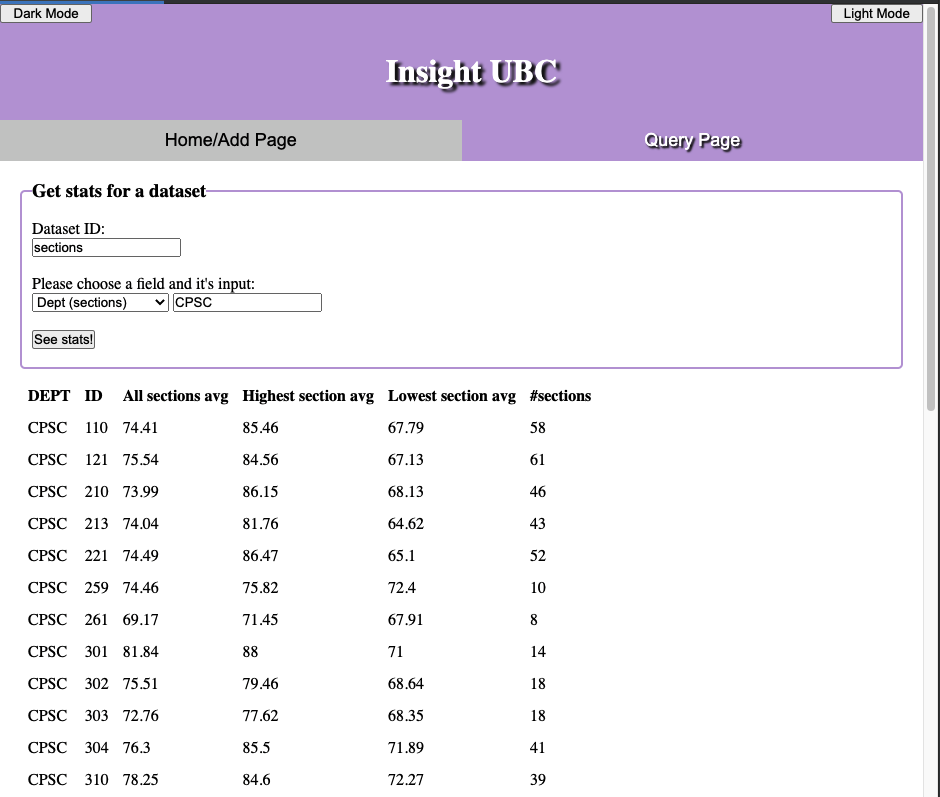 Dark Mode Light Mode
Insight UBC
Home/Add Page Query Page
Get stats for a dataset
Dataset ID:
sections
Please choose a field and it's input:
Dept (sections) CPSC
See stats!
DEPT ID All sections avg Highest section avg Lowest section avg #sections
CPSC 110 74.41 85.46 67.79 58
CPSC 121 75.54 84.56 67.13 61
CPSC 210 73.99 86.15 68.13 46
CPSC 213 74.04 81.76 64.62 43
CPSC 221 74.49 86.47 65.1 52
CPSC 259 74.46 75.82 72.4 10
CPSC 261 69.17 71.45 67.91 8
CPSC 301 81.84 88 71 14
CPSC 302 75.51 79.46 68.64 18
CPSC 303 72.76 77.62 68.35 18
CPSC 304 76.3 85.5 71.89 41
CPSC 310 78.25 84.6 72.27 39